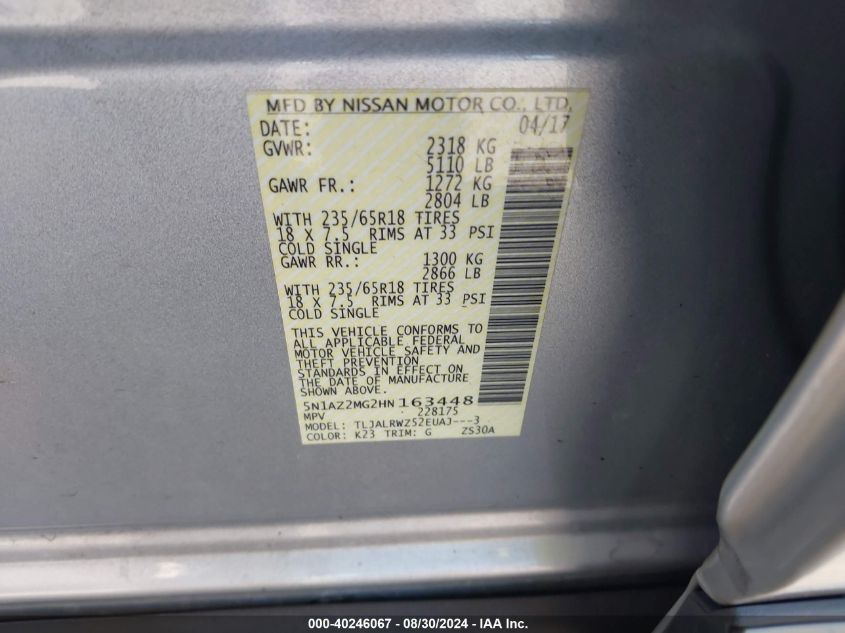 MFD BY NISSAN MOTOR CO., LTD.
DATE: 04/17
GVWR: 2318 KG
5110 LB
GAWR FR.: 1272 KG
2804 LB
WITH 235/65R18 TIRES
18 X 7.5 RIMS AT 33 PSI
COLD SINGLE
GAWR RR.: 1300 KG
2866 LB
WITH 235/65R18 TIRES
18 X 7.5 RIMS AT 33 PSI
COLD SINGLE
THIS VEHICLE CONFORMS TO
ALL APPLICABLE FEDERAL
MOTOR VEHICLE SAFETY AND
THEFT PREVENTION
STANDARDS IN EFFECT ON
THE DATE OF MANUFACTURE
SHOWN ABOVE.
5N1AZ2MG2HN163448
MPV 228175
MODEL: TLJALRWZ52EUAJ---3
COLOR: K23 TRIM: G ZS30A
000-40246067 - 08/30/2024 - IAA Inc.